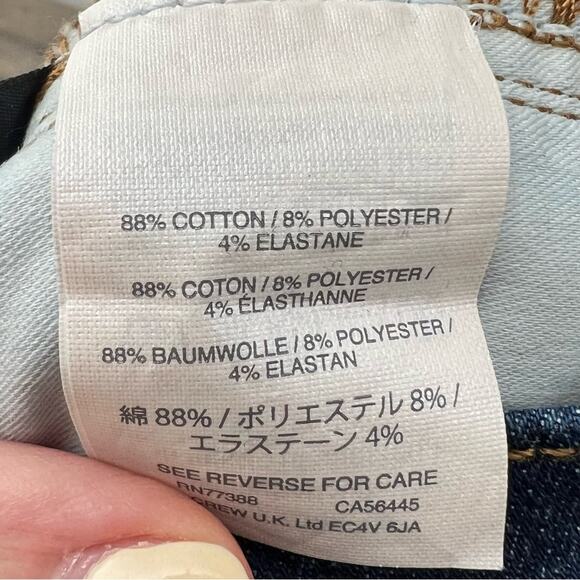 88% COTTON / 8% POLYESTER /
4% ELASTANE
88% COTON / 8% POLYESTER /
4% ÉLASTHANNE
88% BAUMWOLLE / 8% POLYESTER /
4% ELASTAN
綿 88% / ポリエステル 8% /
エラステーン 4%
SEE REVERSE FOR CARE
RN77388 CA56445
CREW U.K. Ltd EC4V 6JA